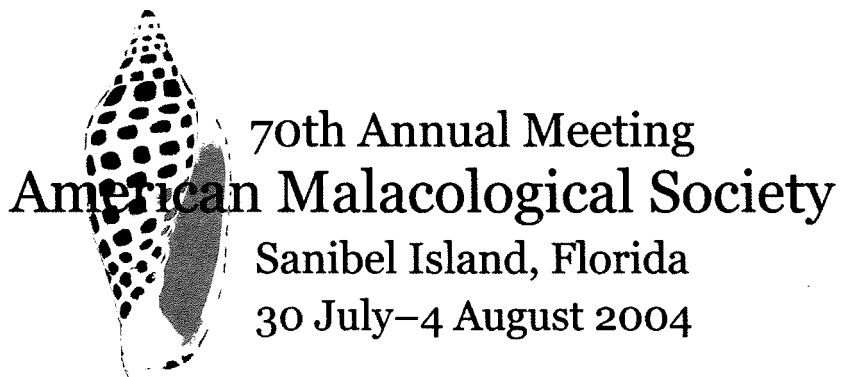 70th Annual Meeting
American Malacological Society
Sanibel Island, Florida
30 July–4 August 2004